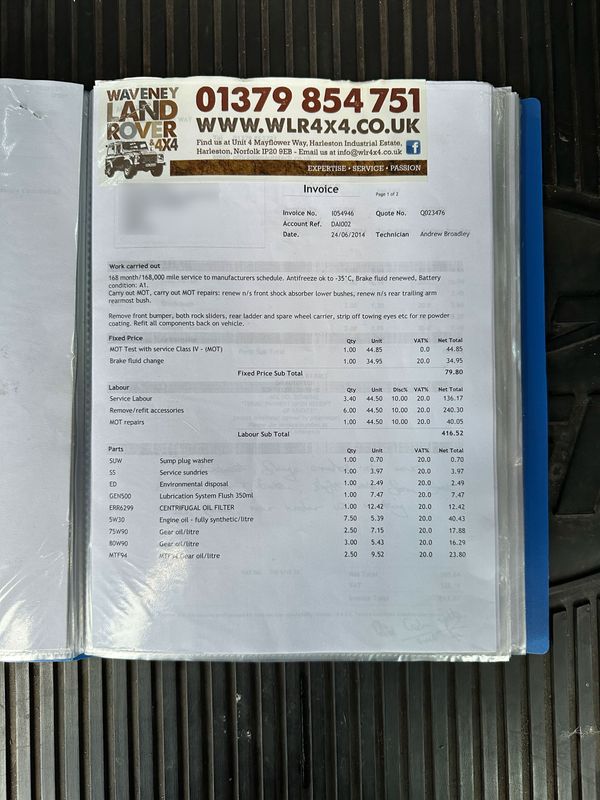 WAVENEY
LAND
ROVER
& 4X4
01379 854 751
WWW.WLR4X4.CO.UK
Find us at Unit 4 Mayflower Way, Harleston Industrial Estate,
Harleston, Norfolk IP20 9EB - Email us at info@wlr4x4.co.uk
EXPERTISE • SERVICE • PASSION
Invoice
Page 1 of 2
Invoice No. I054946 Quote No. Q023476
Account Ref. DAI002
Date. 24/06/2014 Technician Andrew Broadley
Work carried out
168 month/168,000 mile service to manufacturers schedule. Antifreeze ok to -35°C, Brake fluid renewed, Battery
condition: A1.
Carry out MOT, carry out MOT repairs: renew n/s front shock absorber lower bushes, renew n/s rear trailing arm
rearmost bush.
Remove front bumper, both rock sliders, rear ladder and spare wheel carrier, strip off towing eyes etc for re powder
coating. Refit all components back on vehicle.
Fixed Price Qty Unit VAT% Net Total
MOT Test with service Class IV - (MOT) 1.00 44.85 0.0 44.85
Brake fluid change 1.00 34.95 20.0 34.95
Fixed Price Sub Total 79.80
Labour Qty Unit Disc% VAT% Net Total
Service Labour 3.40 44.50 10.00 20.0 136.17
Remove/refit accessories 6.00 44.50 10.00 20.0 240.30
MOT repairs 1.00 44.50 10.00 20.0 40.05
Labour Sub Total 416.52
Parts Qty Unit VAT% Net Total
SUW Sump plug washer 1.00 0.70 20.0 0.70
SS Service sundries 1.00 3.97 20.0 3.97
ED Environmental disposal 1.00 2.49 20.0 2.49
GEN500 Lubrication System Flush 350ml 1.00 7.47 20.0 7.47
ERR6299 CENTRIFUGAL OIL FILTER 1.00 12.42 20.0 12.42
5W30 Engine oil - fully synthetic/litre 7.50 5.39 20.0 40.43
75W90 Gear oil/litre 2.50 7.15 20.0 17.88
80W90 Gear oil/litre 3.00 5.43 20.0 16.29
MTF94 MTF94 Gear oil/litre 2.50 9.52 20.0 23.80